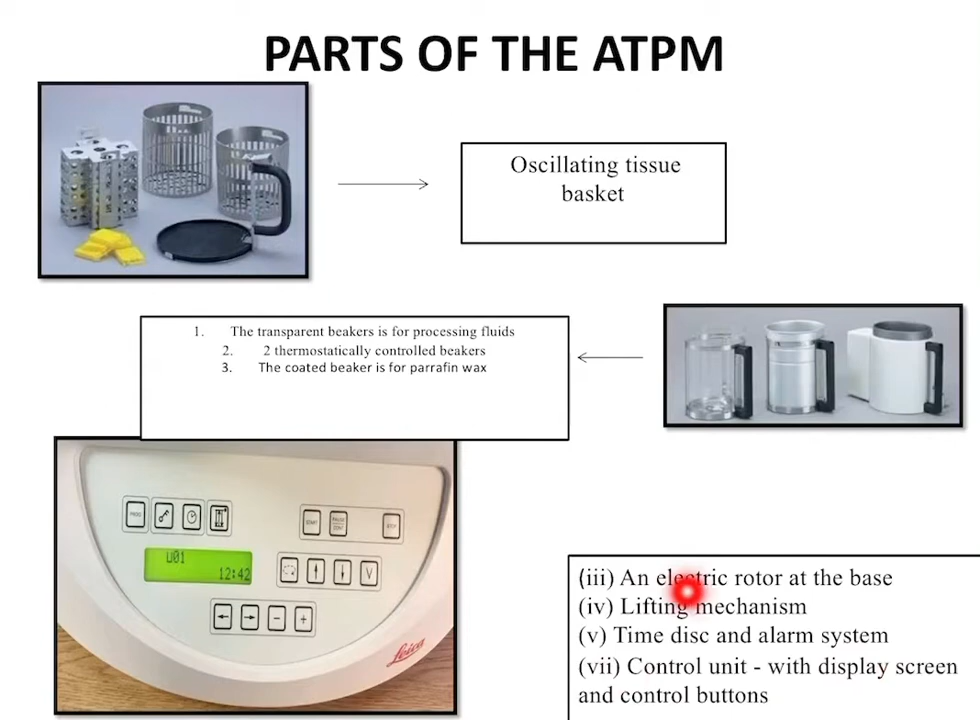 PARTS OF THE ATPM
Oscillating tissue
basket
1. The transparent beakers is for processing fluids
2. 2 thermostatically controlled beakers
3. The coated beaker is for parrafin wax
PROG
START
PAUSE
CONT
STOP
U01
12:42
V
Leica
(iii) An electric rotor at the base
(iv) Lifting mechanism
(v) Time disc and alarm system
(vii) Control unit - with display screen
and control buttons